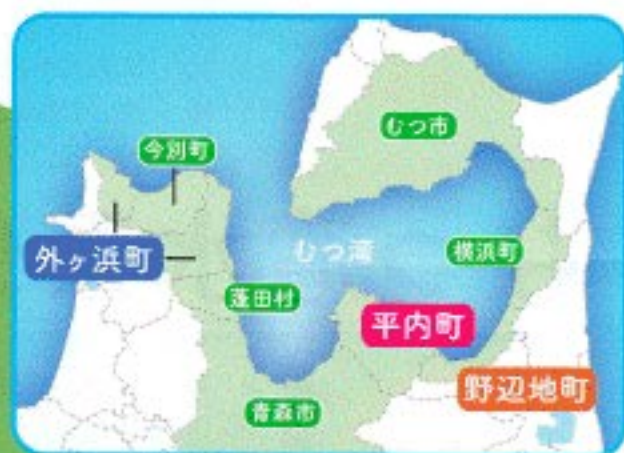 むつ市
今別町
外ヶ浜町
むつ湾
横浜町
蓬田村
平内町
野辺地町
青森市